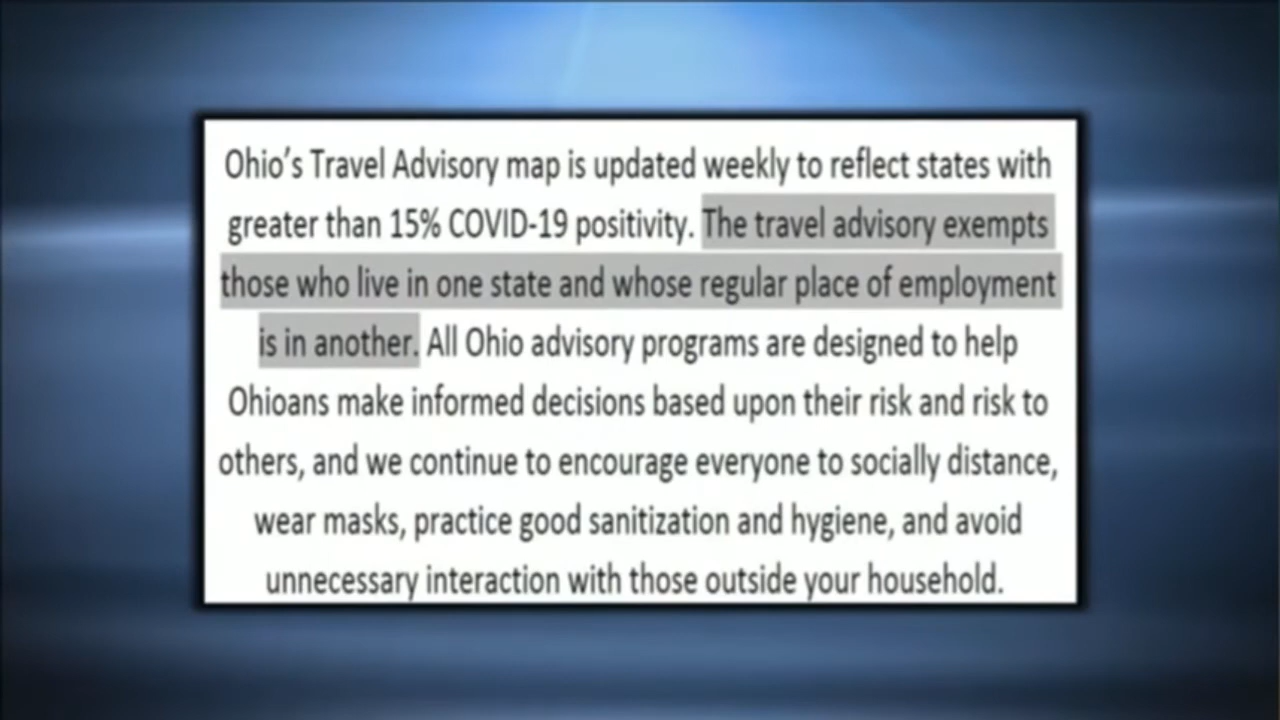 Ohio's Travel Advisory map is updated weekly to reflect states with
greater than 15% COVID-19 positivity. The travel advisory exempts
those who live in one state and whose regular place of employment
is in another. All Ohio advisory programs are designed to help
Ohioans make informed decisions based upon their risk and risk to
others, and we continue to encourage everyone to socially distance,
wear masks, practice good sanitization and hygiene, and avoid
unnecessary interaction with those outside your household.